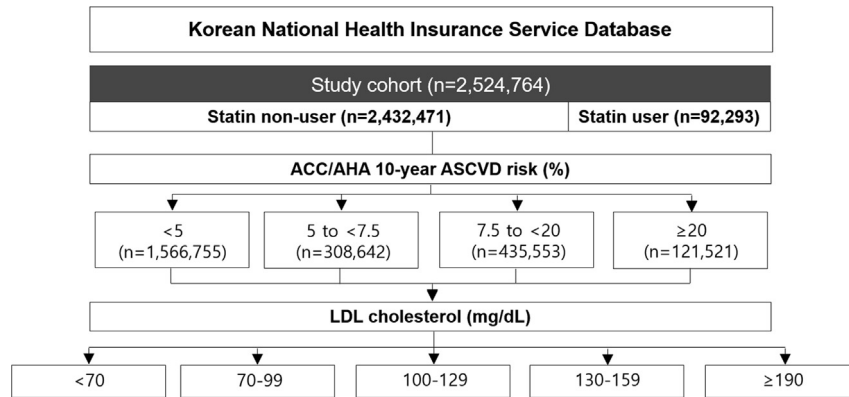 Korean National Health Insurance Service Database
Study cohort (n=2,524,764)
Statin non-user (n=2,432,471)
Statin user (n=92,293)
ACC/AHA 10-year ASCVD risk (%)
<5
(n=1,566,755)
5 to <7.5
(n=308,642)
7.5 to <20
(n=435,553)
≥20
(n=121,521)
LDL cholesterol (mg/dL)
<70
70-99
100-129
130-159
≥190